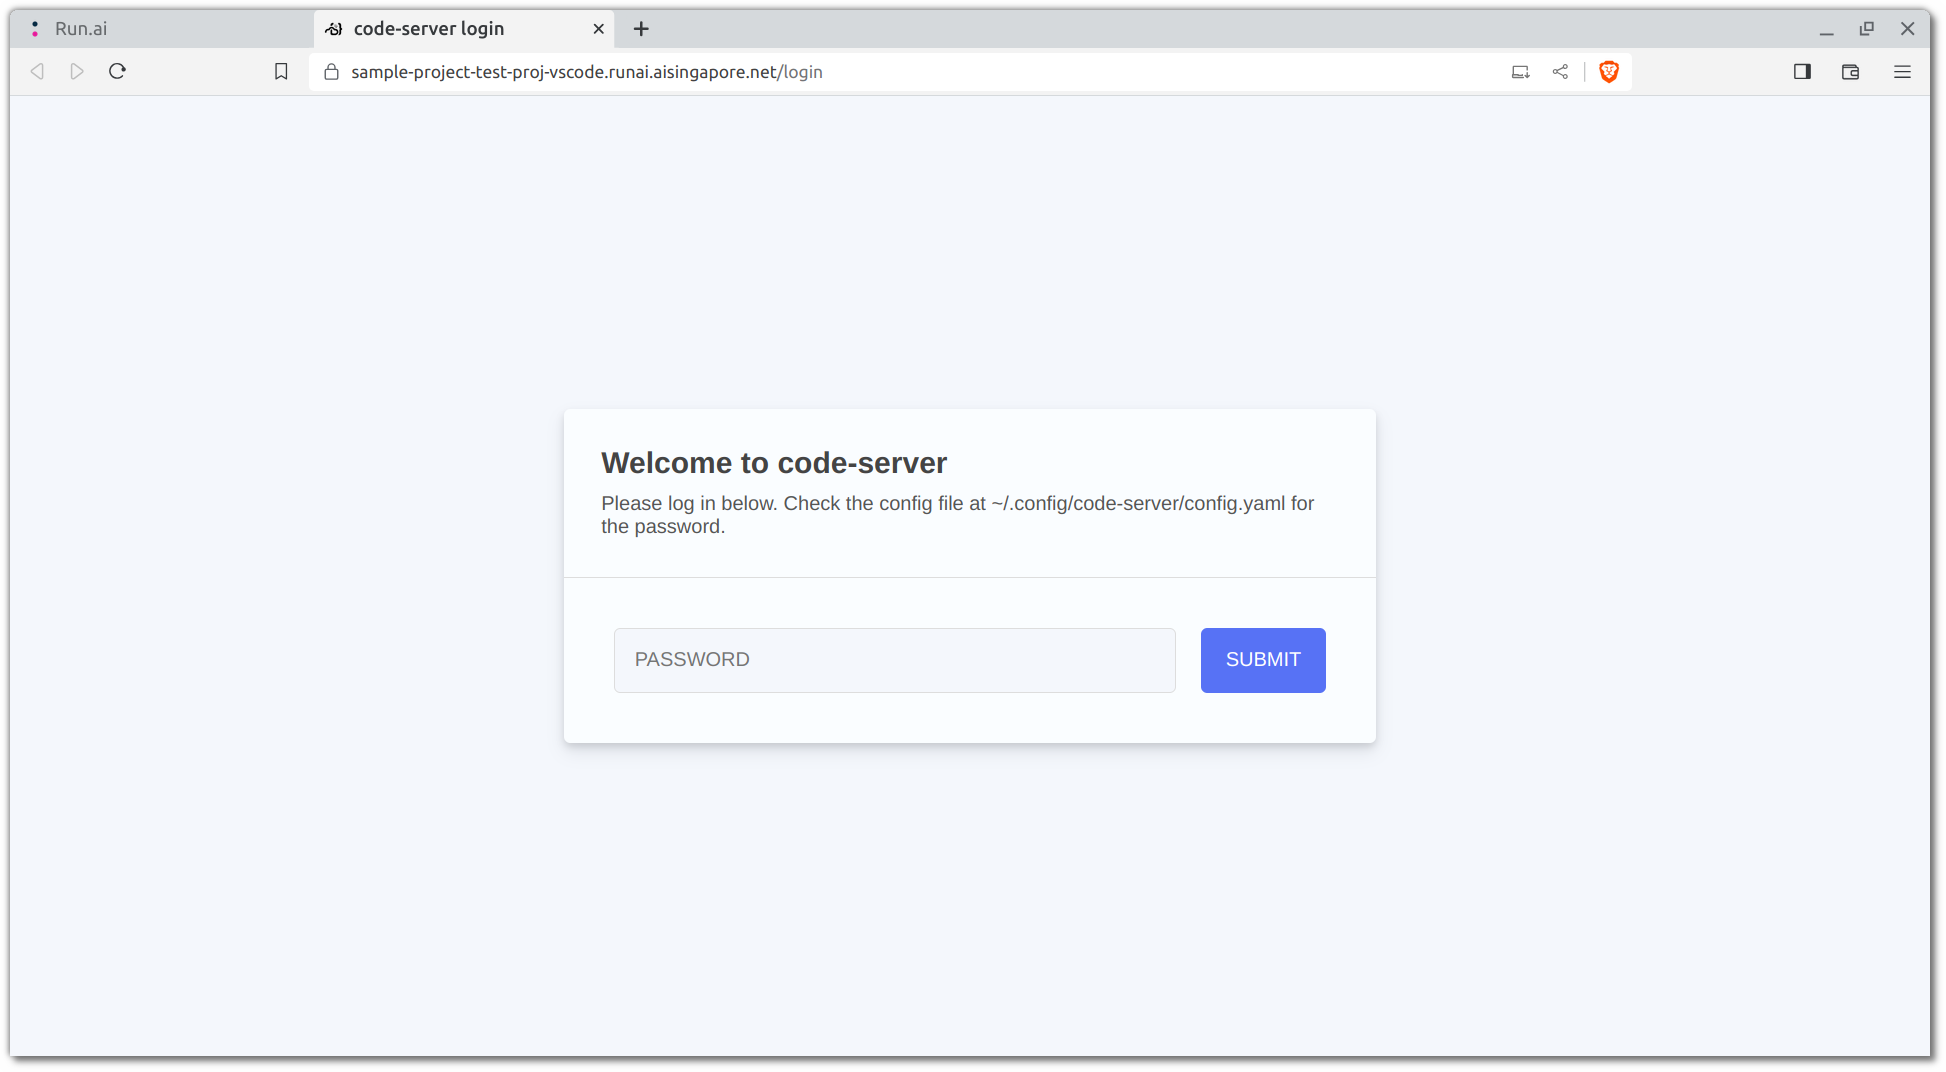 Run.ai
code-server login
sample-project-test-proj-vscode.runai.aisingapore.net/login
Welcome to code-server
Please log in below. Check the config file at ~/.config/code-server/config.yaml for
the password.
PASSWORD
SUBMIT